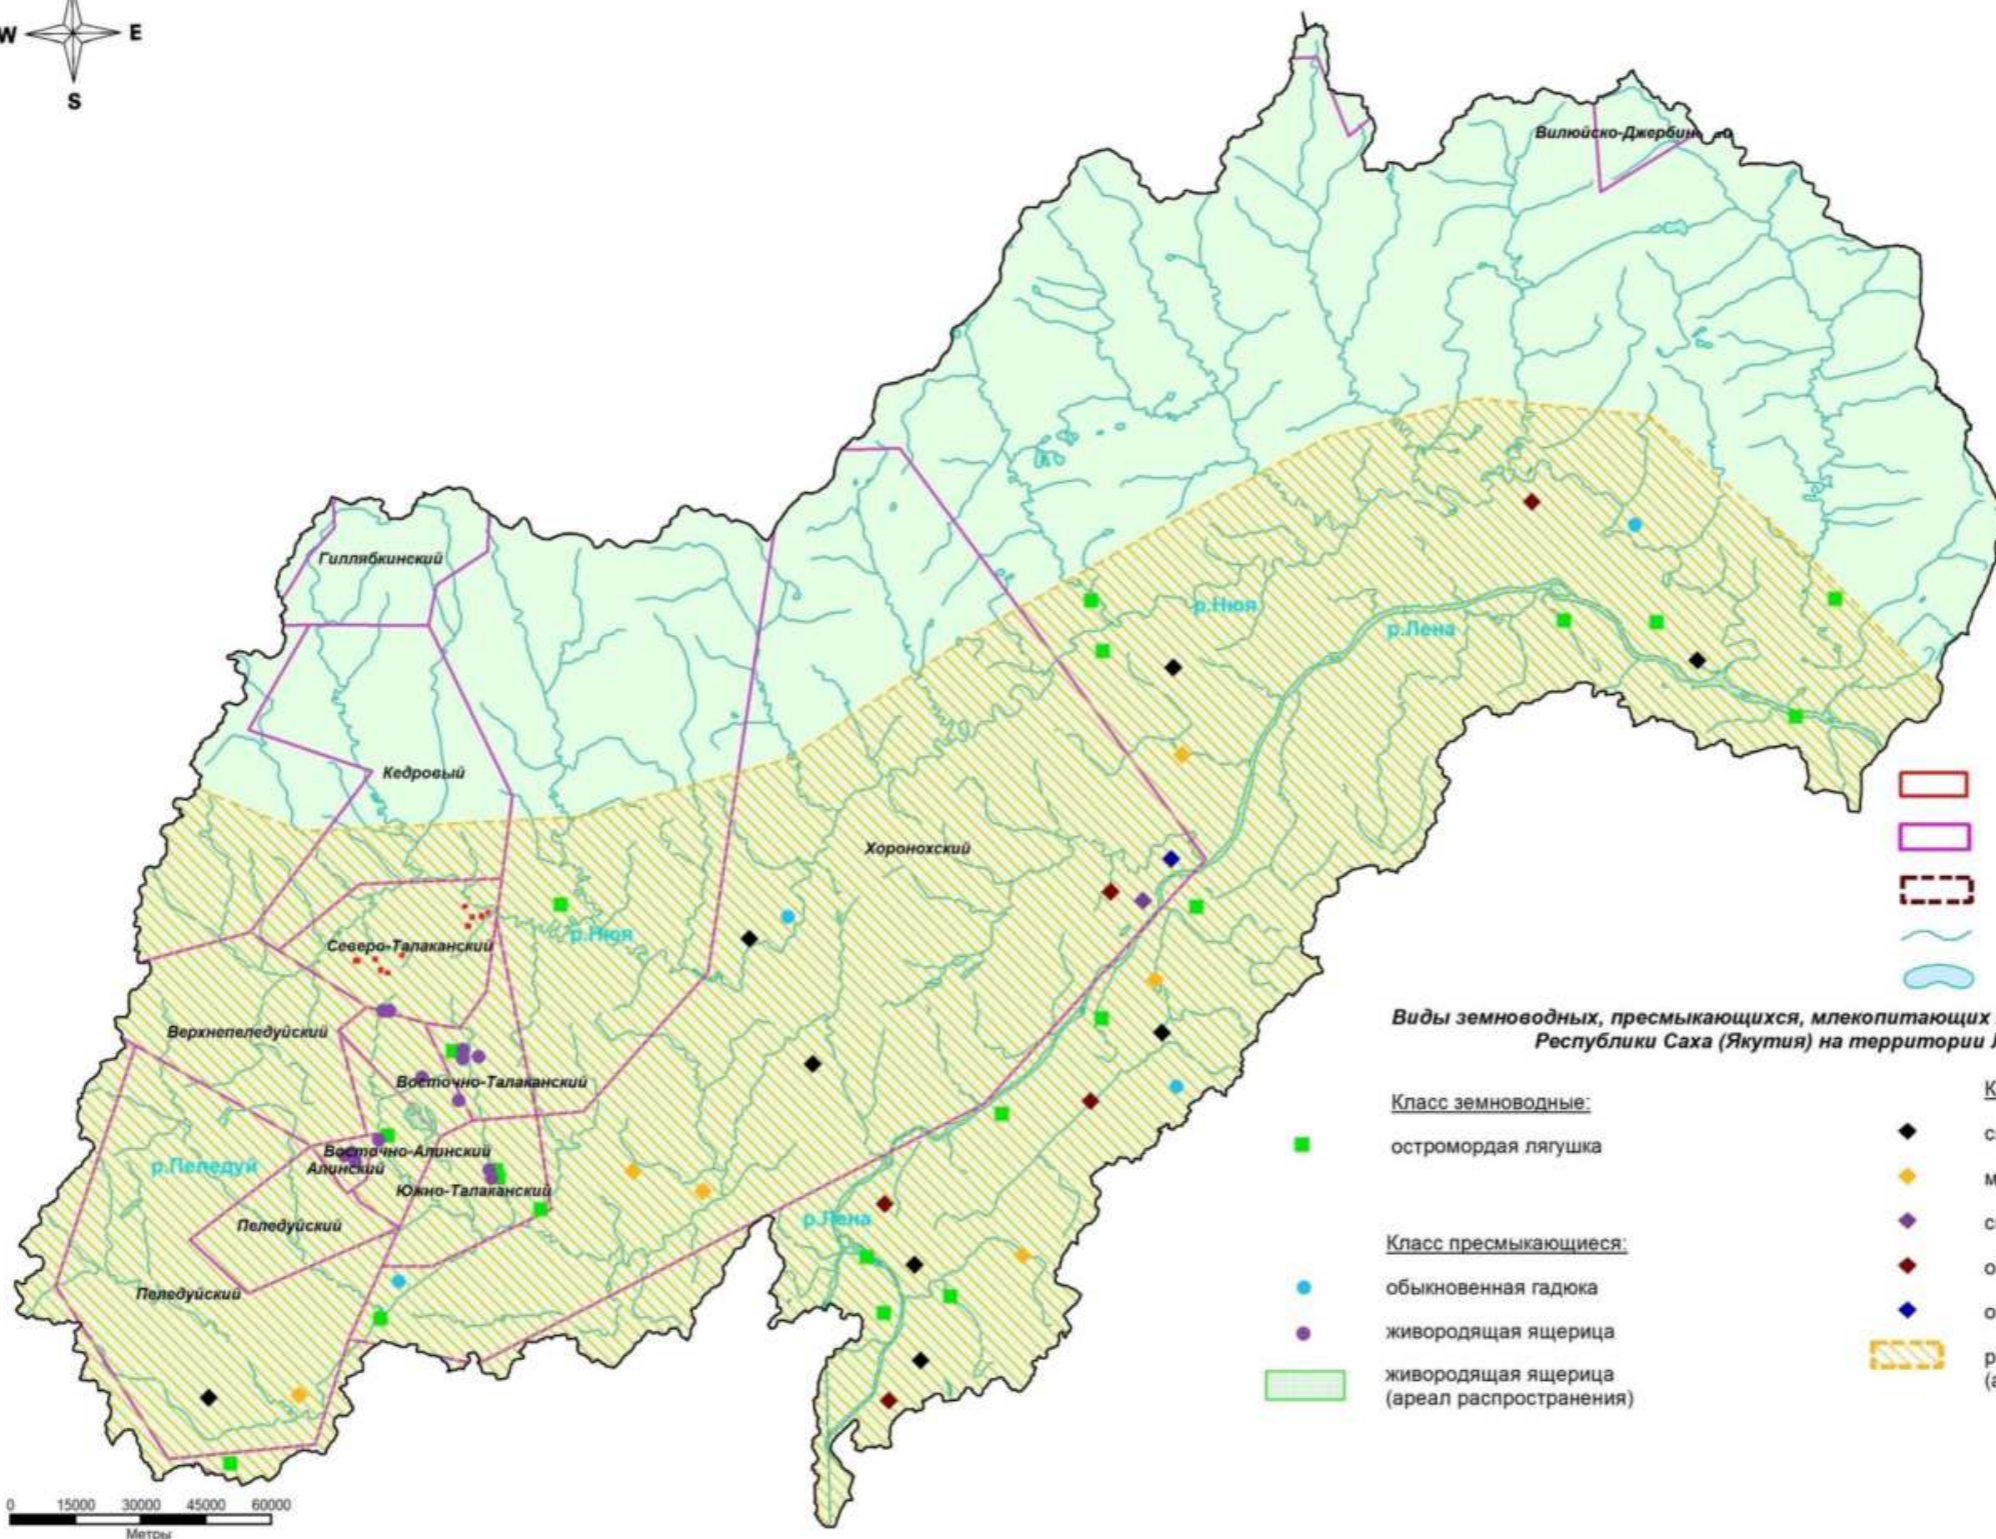 W
E
S
Вилюйско-Джербин
Гиллябкинский
р.Нюя
р.Лена
Кедровый
Хоронохский
р.Нюя
Северо-Талаканский
Верхнепеледуйский
Восточно-Талаканский
Восточно-Алинский
р.Пеледуй
Алинский
Южно-Талаканский
р.Лена
Пеледуйский
Пеледуйский
Виды земноводных, пресмыкающихся, млекопитающих
Республики Саха (Якутия) на территории Л
Класс земноводные:
остромордая лягушка
Класс пресмыкающиеся:
обыкновенная гадюка
живородящая ящерица
живородящая ящерица
(ареал распространения)
К
с
м
с
о
о
р
(а
0 15000 30000 45000 60000
Метры